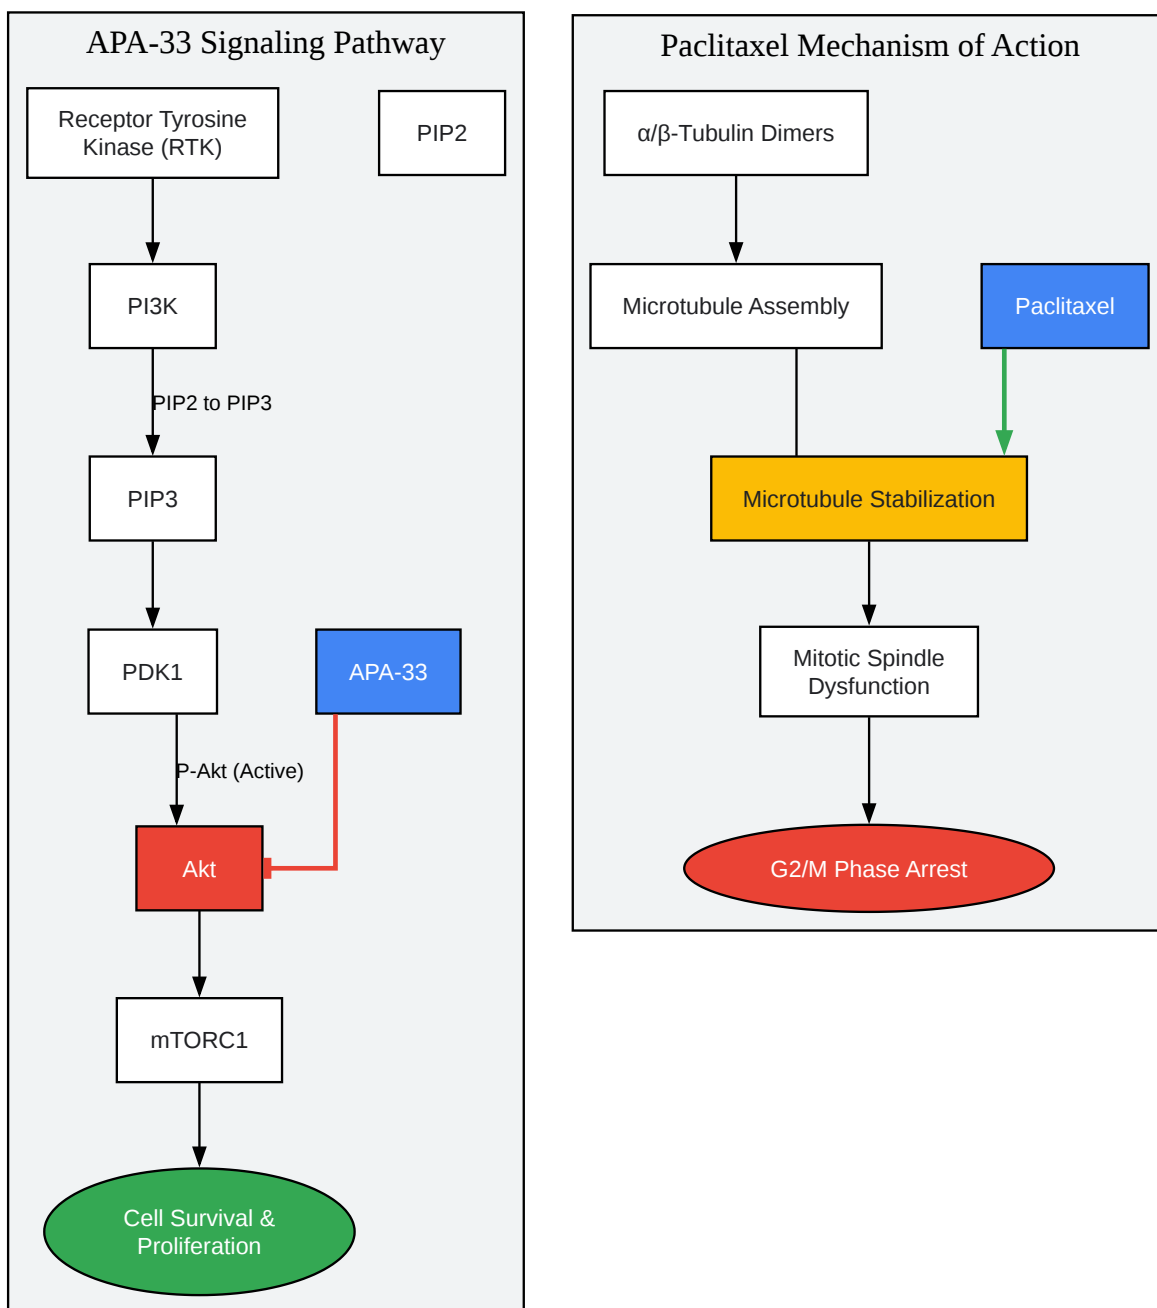 APA-33 Signaling Pathway
Receptor Tyrosine
Kinase (RTK)
PIP2
PI3K
PIP2 to PIP3
PIP3
PDK1
APA-33
P-Akt (Active)
Akt
mTORC1
Cell Survival &
Proliferation
Paclitaxel Mechanism of Action
α/β-Tubulin Dimers
Microtubule Assembly
Paclitaxel
Microtubule Stabilization
Mitotic Spindle
Dysfunction
G2/M Phase Arrest